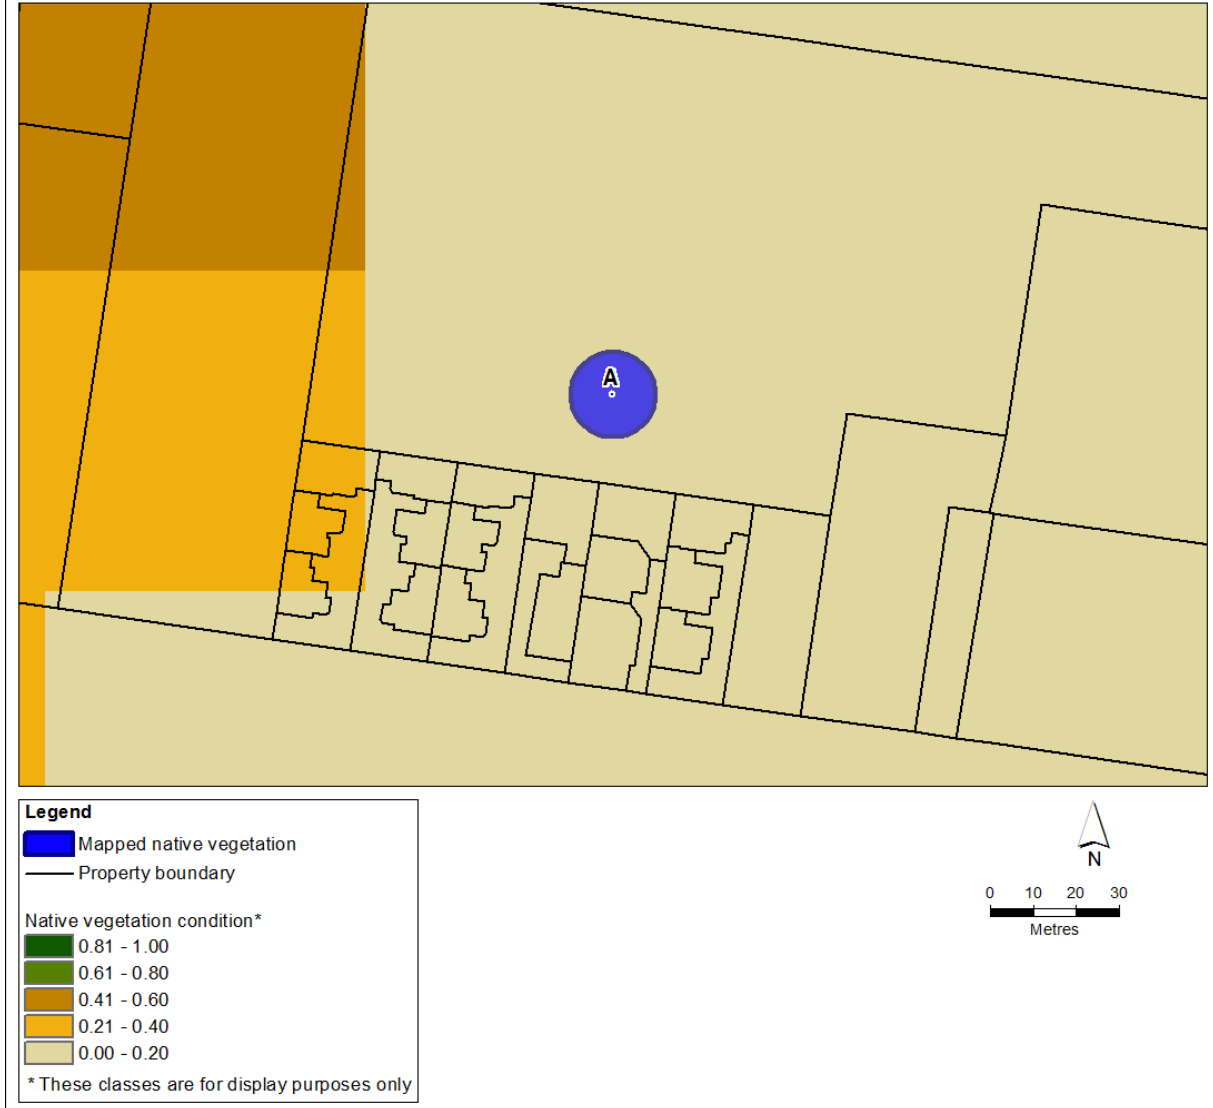 A
Legend
Mapped native vegetation
Property boundary
Native vegetation condition*
0.81 - 1.00
0.61 - 0.80
0.41 - 0.60
0.21 - 0.40
0.00 - 0.20
* These classes are for display purposes only
N
0 10 20 30
Metres